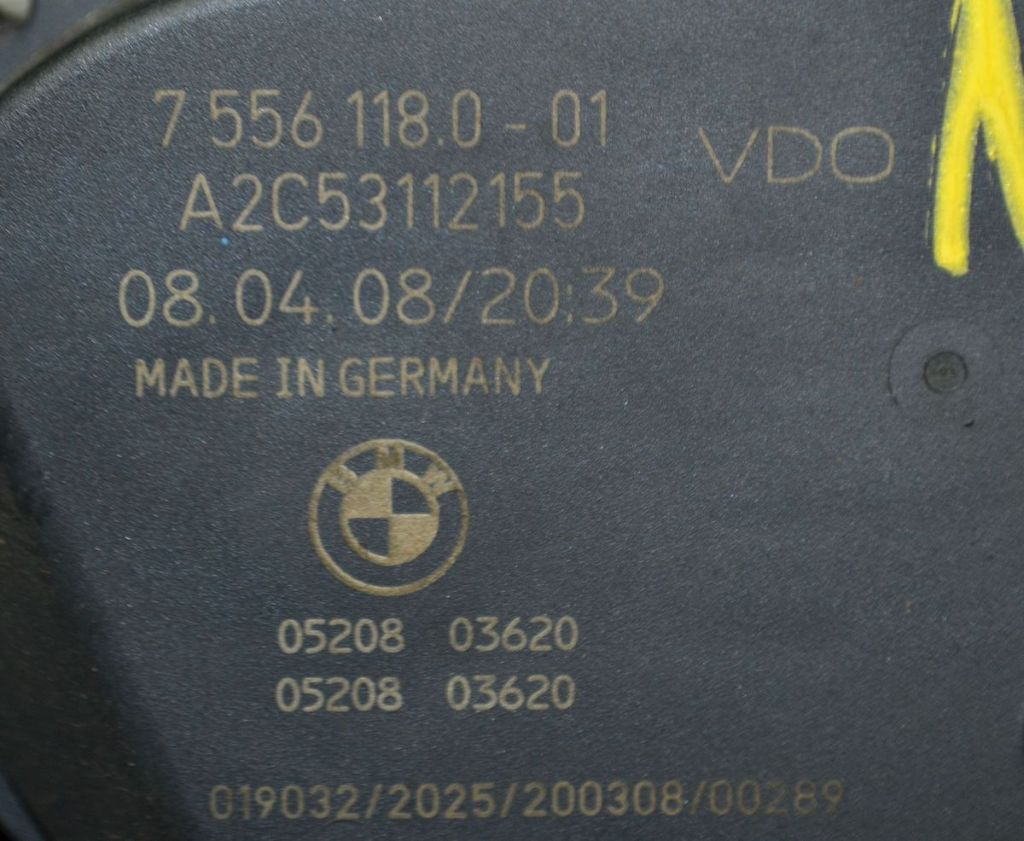 7 556 118.0 - 01
VDO
A2C53112155
08.04.08/20:39
MADE IN GERMANY
BMW
05208 03620
05208 03620
019032/2025/200308/00289